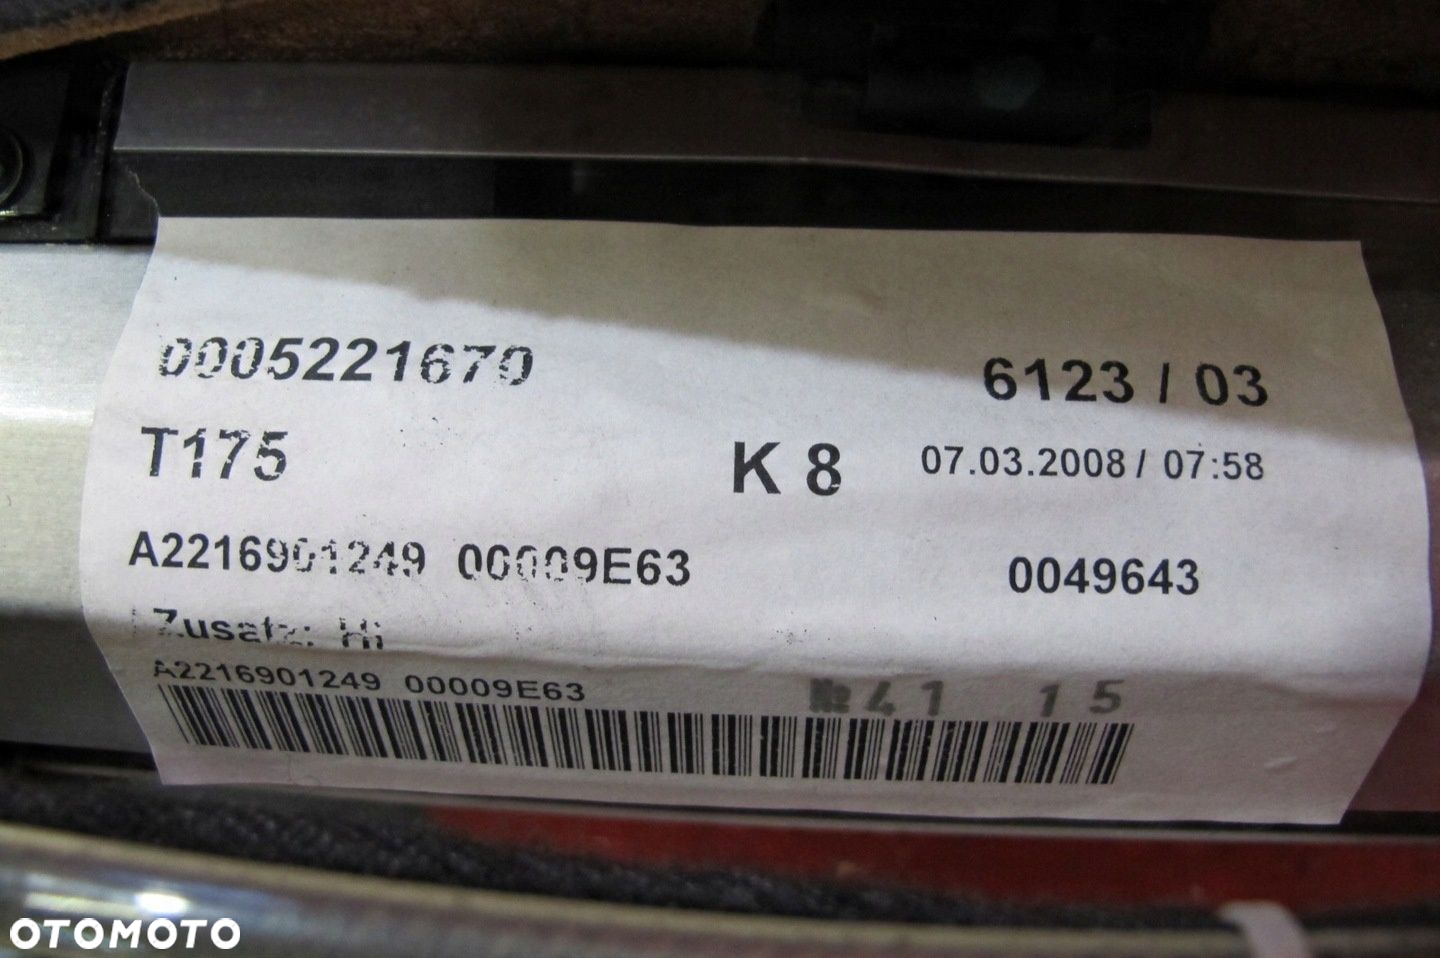 0005221670 6123 / 03
T175 K 8 07.03.2008 / 07:58
A2216901249 00009E63 0049643
Zusatz: Hi
A2216901249 00009E63 № 41 15
OTOMOTO